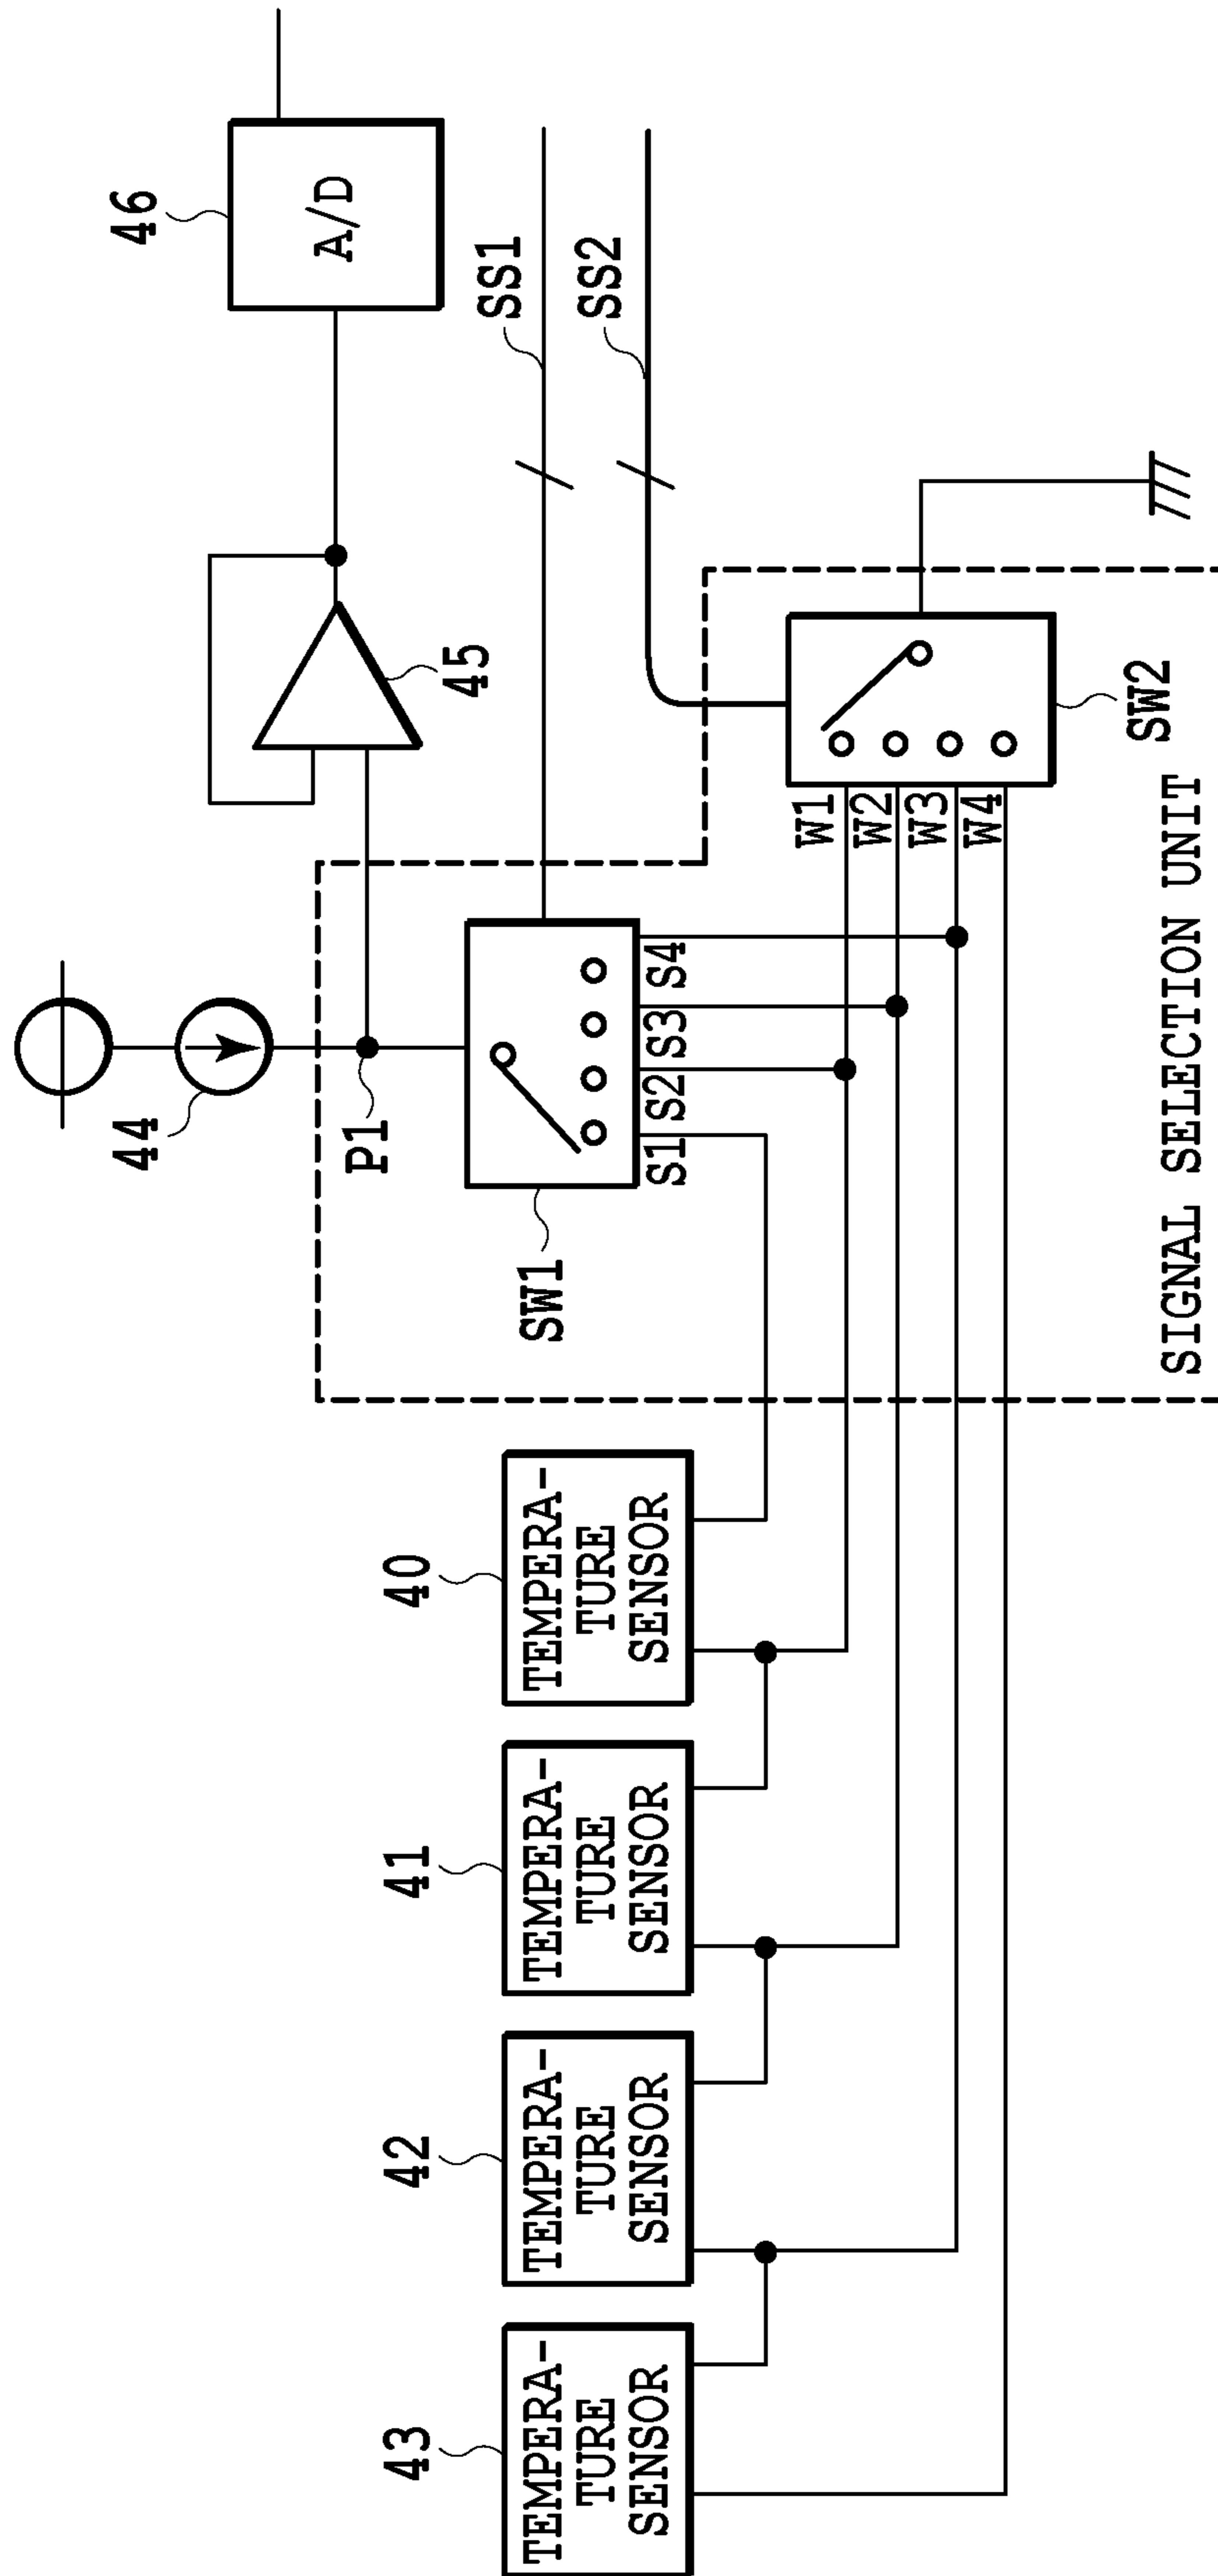 46
A/D
SS1
SS2
45
44
P1
SW1
S1 S2 S3 S4
W1
W2
W3
W4
SW2
SIGNAL SELECTION UNIT
43
TEMPERA-
TURE
SENSOR
42
TEMPERA-
TURE
SENSOR
41
TEMPERA-
TURE
SENSOR
40
TEMPERA-
TURE
SENSOR